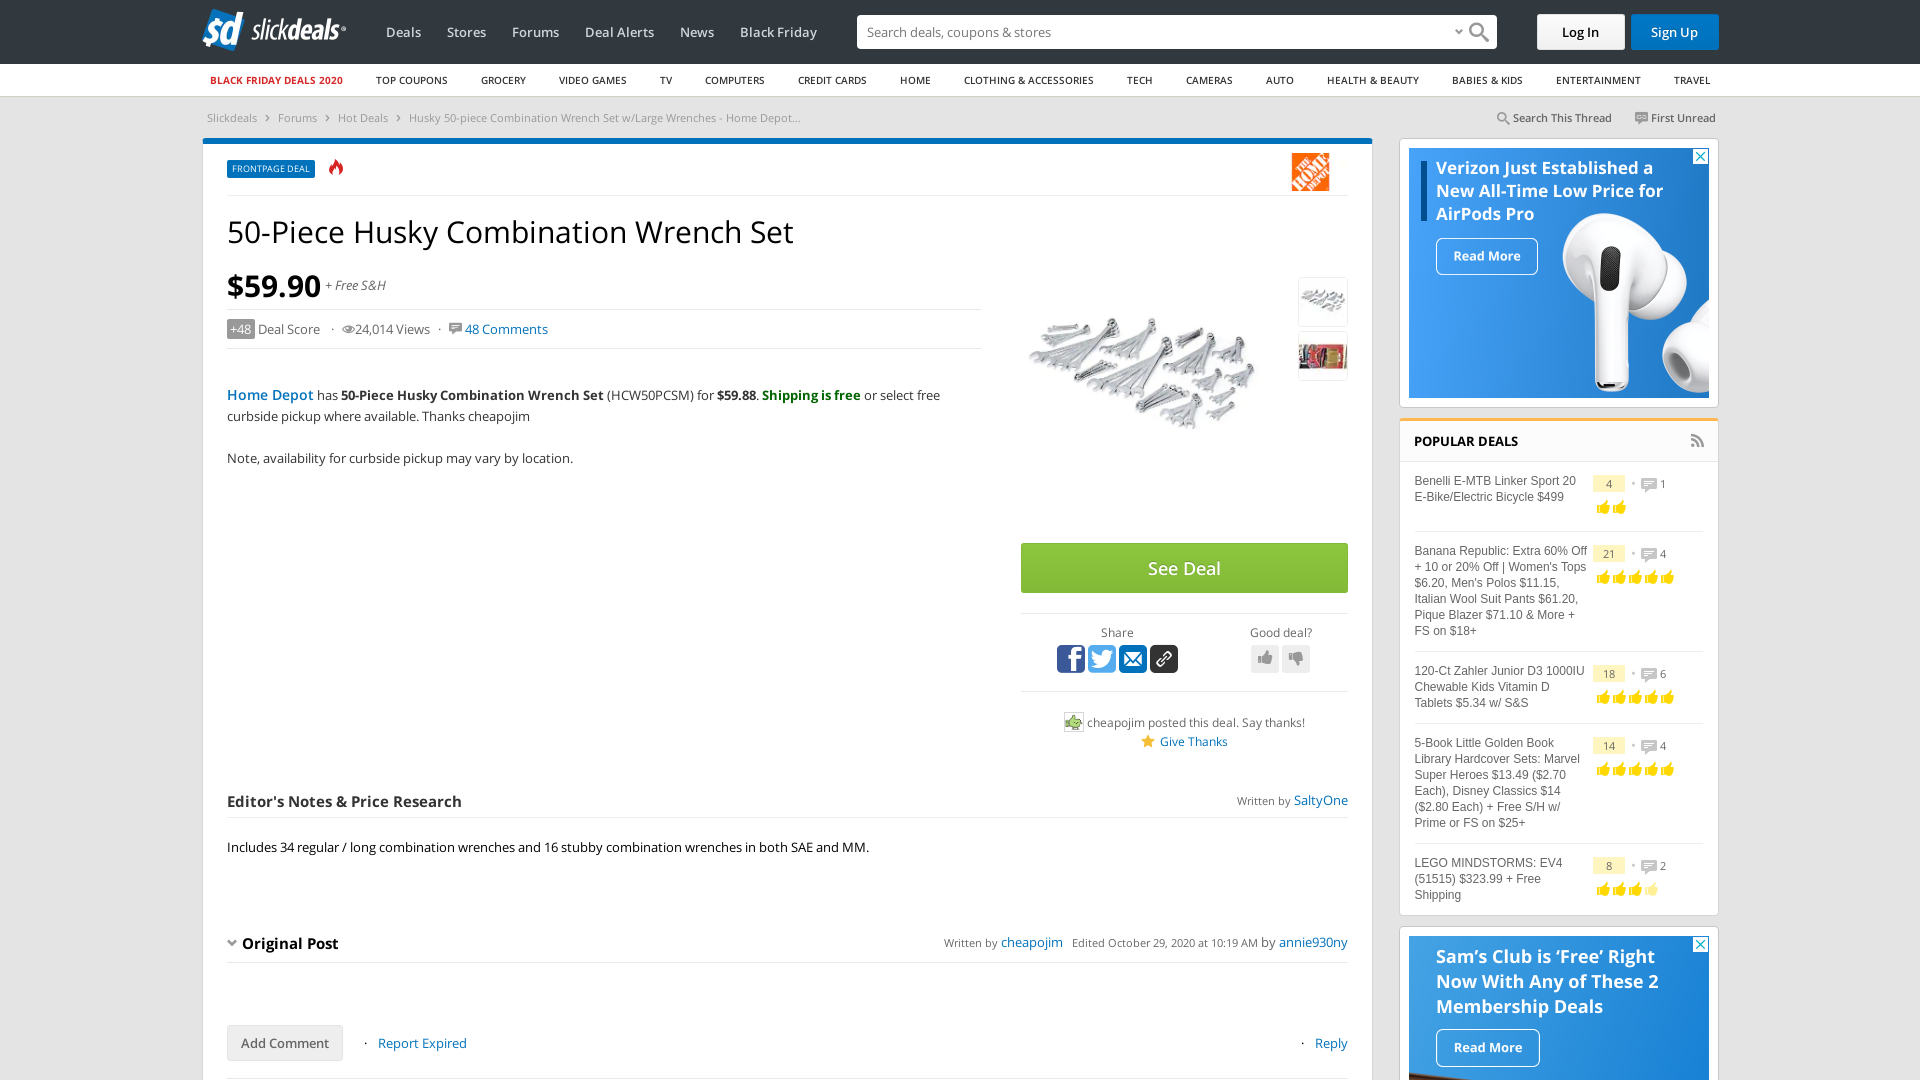 sd slickdeals
Deals
Stores
Forums
Deal Alerts
News
Black Friday
Search deals, coupons & stores
Log In
Sign Up
BLACK FRIDAY DEALS 2020
TOP COUPONS
GROCERY
VIDEO GAMES
TV
COMPUTERS
CREDIT CARDS
HOME
CLOTHING & ACCESSORIES
TECH
CAMERAS
AUTO
HEALTH & BEAUTY
BABIES & KIDS
ENTERTAINMENT
TRAVEL
Slickdeals › Forums › Hot Deals › Husky 50-piece Combination Wrench Set w/Large Wrenches - Home Depot...
Search This Thread
First Unread
FRONTPAGE DEAL
THE HOME DEPOT
50-Piece Husky Combination Wrench Set
$59.90 + Free S&H
+48 Deal Score · 24,014 Views · 48 Comments
Home Depot has 50-Piece Husky Combination Wrench Set (HCW50PCSM) for $59.88. Shipping is free or select free
curbside pickup where available. Thanks cheapojim
Note, availability for curbside pickup may vary by location.
See Deal
Share
Good deal?
cheapojim posted this deal. Say thanks!
Give Thanks
Editor's Notes & Price Research
Written by SaltyOne
Includes 34 regular / long combination wrenches and 16 stubby combination wrenches in both SAE and MM.
Original Post
Written by cheapojim Edited October 29, 2020 at 10:19 AM by annie930ny
Add Comment
· Report Expired
· Reply
Verizon Just Established a
New All-Time Low Price for
AirPods Pro
Read More
POPULAR DEALS
Benelli E-MTB Linker Sport 20
E-Bike/Electric Bicycle $499
4 • 1
Banana Republic: Extra 60% Off
+ 10 or 20% Off | Women's Tops
$6.20, Men's Polos $11.15,
Italian Wool Suit Pants $61.20,
Pique Blazer $71.10 & More +
FS on $18+
21 • 4
120-Ct Zahler Junior D3 1000IU
Chewable Kids Vitamin D
Tablets $5.34 w/ S&S
18 • 6
5-Book Little Golden Book
Library Hardcover Sets: Marvel
Super Heroes $13.49 ($2.70
Each), Disney Classics $14
($2.80 Each) + Free S/H w/
Prime or FS on $25+
14 • 4
LEGO MINDSTORMS: EV4
(51515) $323.99 + Free
Shipping
8 • 2
Sam's Club is 'Free' Right
Now With Any of These 2
Membership Deals
Read More